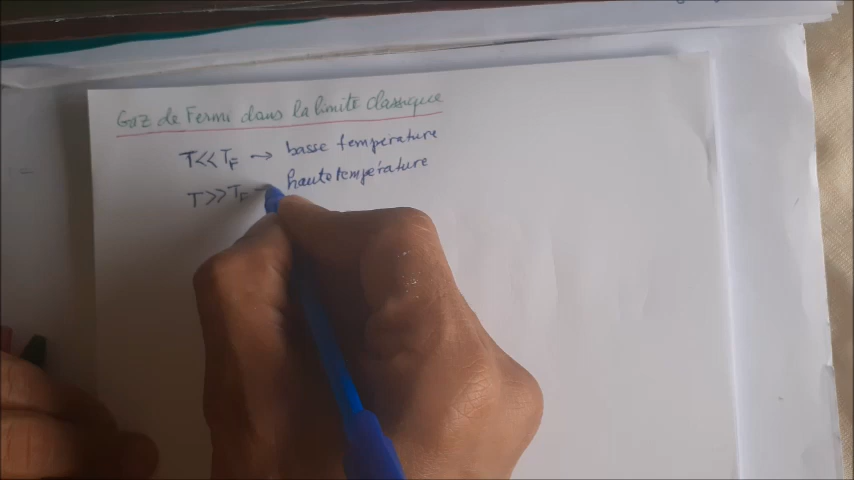 Gaz de Fermi dans la limite classique
T<<T_F → basse température
T>>T_F → haute température